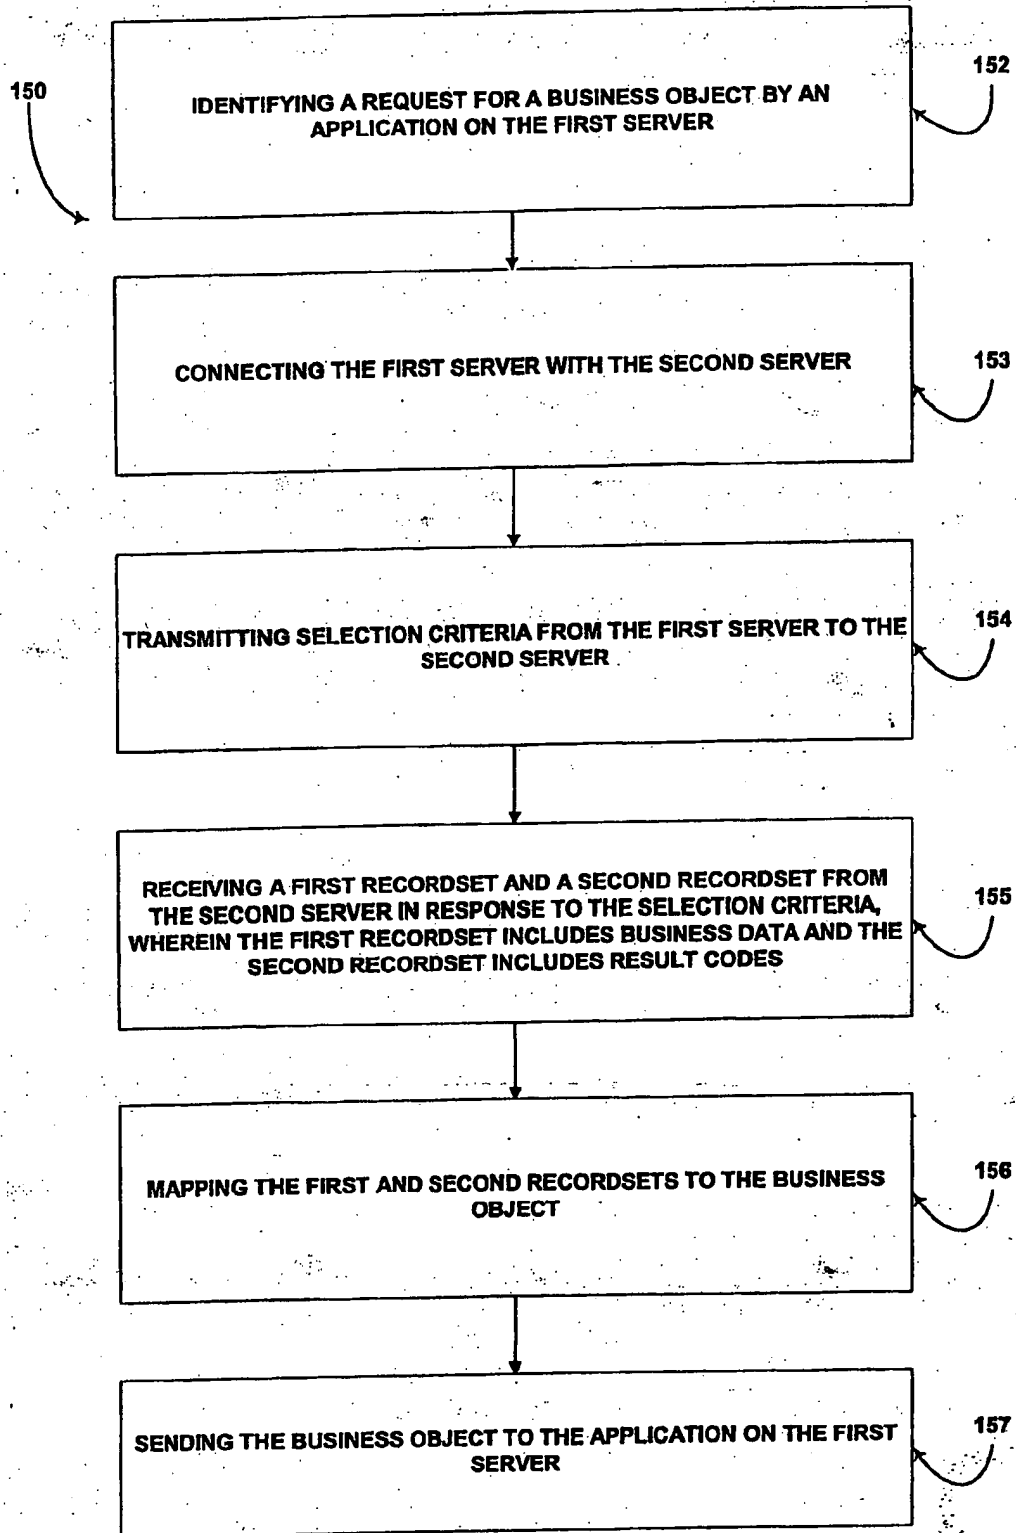 150
152
IDENTIFYING A REQUEST FOR A BUSINESS OBJECT BY AN
APPLICATION ON THE FIRST SERVER
153
CONNECTING THE FIRST SERVER WITH THE SECOND SERVER
154
TRANSMITTING SELECTION CRITERIA FROM THE FIRST SERVER TO THE
SECOND SERVER
155
RECEIVING A FIRST RECORDSET AND A SECOND RECORDSET FROM
THE SECOND SERVER IN RESPONSE TO THE SELECTION CRITERIA,
WHEREIN THE FIRST RECORDSET INCLUDES BUSINESS DATA AND THE
SECOND RECORDSET INCLUDES RESULT CODES
156
MAPPING THE FIRST AND SECOND RECORDSETS TO THE BUSINESS
OBJECT
157
SENDING THE BUSINESS OBJECT TO THE APPLICATION ON THE FIRST
SERVER